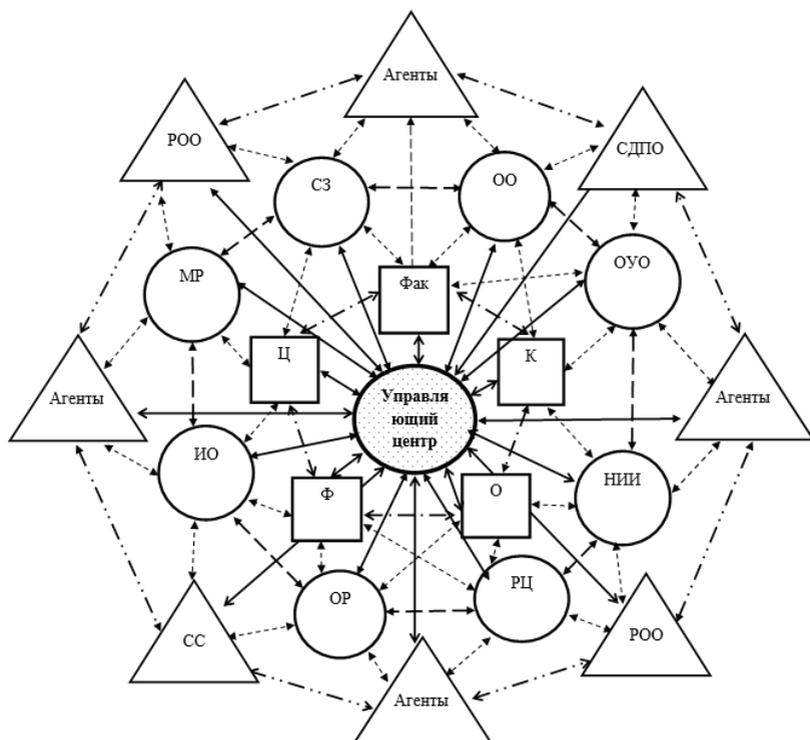 Агенты
РОО
СДПО
СЗ
ОО
МР
ОУО
Фак
Ц
К
Управля
ющий
центр
Агенты
Агенты
ИО
НИИ
Ф
О
ОР
РЦ
СС
РОО
Агенты